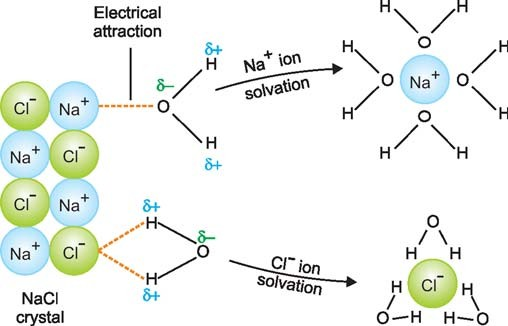 Electrical
attraction
δ+
H
δ−
O
H
δ+
Na+ ion
solvation
H H
O
H O Na+ O H
H H
O
H H
Cl− Na+
Na+ Cl−
Cl− Na+
Na+ Cl−
NaCl
crystal
δ+
H
δ−
O
H
δ+
Cl− ion
solvation
O
H H
Cl−
H H
H O O H